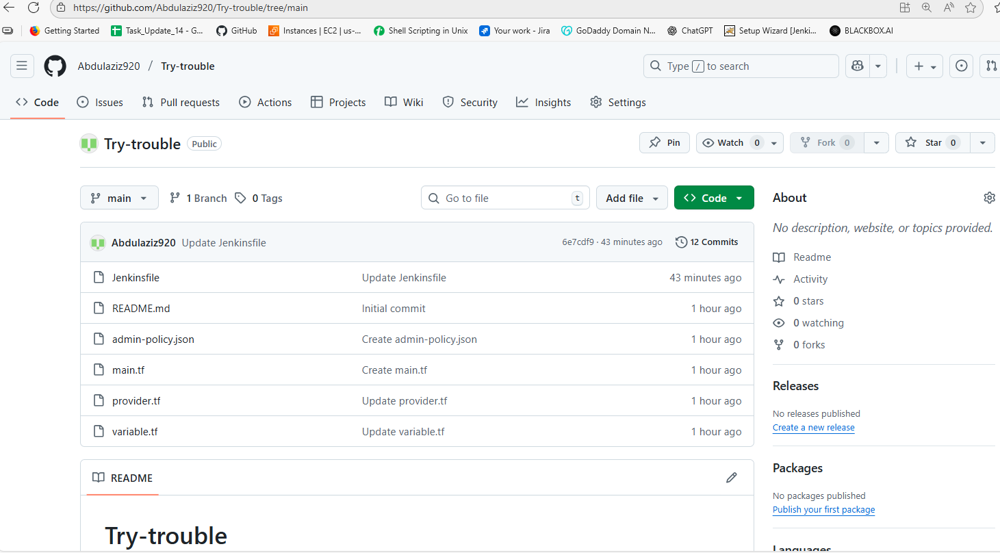 https://github.com/Abdulaziz920/Try-trouble/tree/main
Getting Started Task_Update_14 - G... GitHub Instances | EC2 | us-... Shell Scripting in Unix Your work - Jira GoDaddy Domain N... ChatGPT Setup Wizard [Jenki... BLACKBOX.AI
Abdulaziz920 / Try-trouble Type / to search
Code Issues Pull requests Actions Projects Wiki Security Insights Settings
Try-trouble Public Pin Watch 0 Fork 0 Star 0
main 1 Branch 0 Tags Go to file t Add file Code About
No description, website, or topics provided.
Abdulaziz920 Update Jenkinsfile 6e7cdf9 · 43 minutes ago 12 Commits
Readme
Jenkinsfile Update Jenkinsfile 43 minutes ago
Activity
0 stars
README.md Initial commit 1 hour ago
0 watching
admin-policy.json Create admin-policy.json 1 hour ago
0 forks
main.tf Create main.tf 1 hour ago
Releases
provider.tf Update provider.tf 1 hour ago
No releases published
Create a new release
variable.tf Update variable.tf 1 hour ago
Packages
README
No packages published
Publish your first package
Try-trouble
Languages